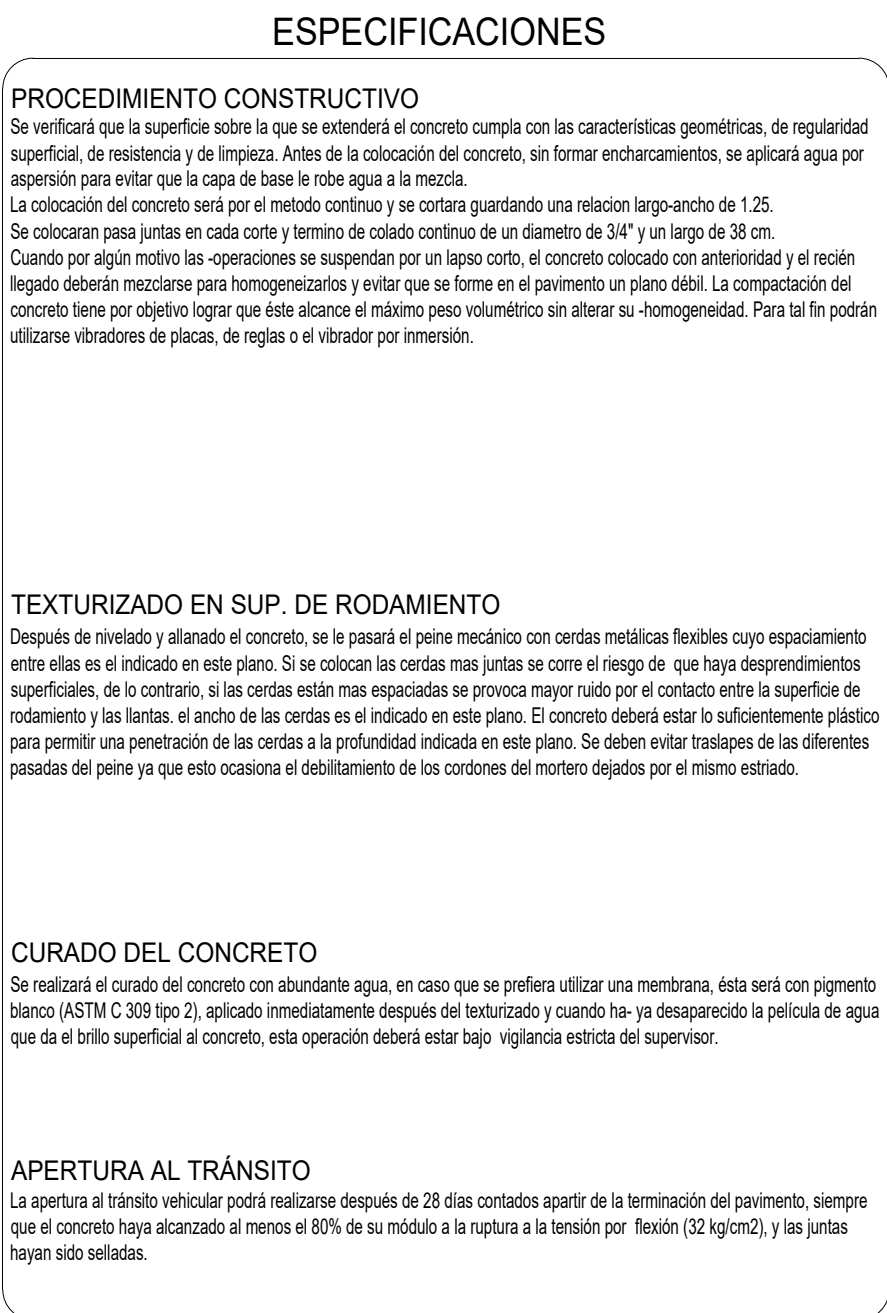 ESPECIFICACIONES
PROCEDIMIENTO CONSTRUCTIVO
Se verificará que la superficie sobre la que se extenderá el concreto cumpla con las características geométricas, de regularidad
superficial, de resistencia y de limpieza. Antes de la colocación del concreto, sin formar encharcamientos, se aplicará agua por
aspersión para evitar que la capa de base le robe agua a la mezcla.
La colocación del concreto será por el metodo continuo y se cortara guardando una relacion largo-ancho de 1.25.
Se colocaran pasa juntas en cada corte y termino de colado continuo de un diametro de 3/4" y un largo de 38 cm.
Cuando por algún motivo las -operaciones se suspendan por un lapso corto, el concreto colocado con anterioridad y el recién
llegado deberán mezclarse para homogeneizarlos y evitar que se forme en el pavimento un plano débil. La compactación del
concreto tiene por objetivo lograr que éste alcance el máximo peso volumétrico sin alterar su -homogeneidad. Para tal fin podrán
utilizarse vibradores de placas, de reglas o el vibrador por inmersión.
TEXTURIZADO EN SUP. DE RODAMIENTO
Después de nivelado y allanado el concreto, se le pasará el peine mecánico con cerdas metálicas flexibles cuyo espaciamiento
entre ellas es el indicado en este plano. Si se colocan las cerdas mas juntas se corre el riesgo de  que haya desprendimientos
superficiales, de lo contrario, si las cerdas están mas espaciadas se provoca mayor ruido por el contacto entre la superficie de
rodamiento y las llantas. el ancho de las cerdas es el indicado en este plano. El concreto deberá estar lo suficientemente plástico
para permitir una penetración de las cerdas a la profundidad indicada en este plano. Se deben evitar traslapes de las diferentes
pasadas del peine ya que esto ocasiona el debilitamiento de los cordones del mortero dejados por el mismo estriado.
CURADO DEL CONCRETO
Se realizará el curado del concreto con abundante agua, en caso que se prefiera utilizar una membrana, ésta será con pigmento
blanco (ASTM C 309 tipo 2), aplicado inmediatamente después del texturizado y cuando ha- ya desaparecido la película de agua
que da el brillo superficial al concreto, esta operación deberá estar bajo  vigilancia estricta del supervisor.
APERTURA AL TRÁNSITO
La apertura al tránsito vehicular podrá realizarse después de 28 días contados apartir de la terminación del pavimento, siempre
que el concreto haya alcanzado al menos el 80% de su módulo a la ruptura a la tensión por  flexión (32 kg/cm2), y las juntas
hayan sido selladas.